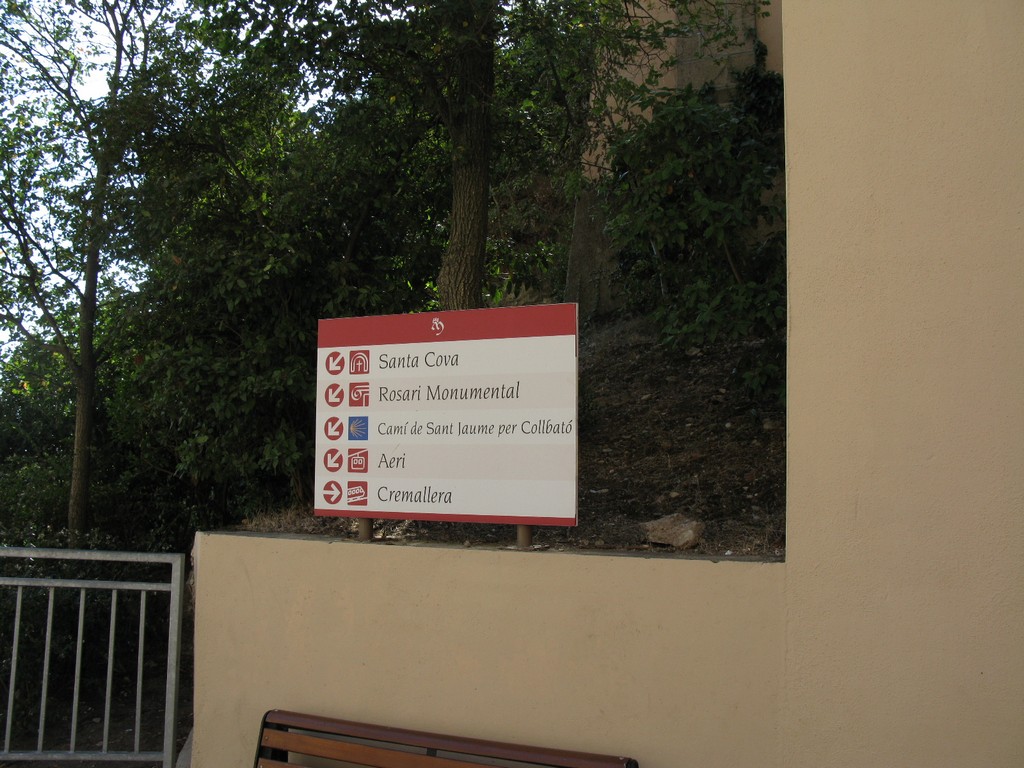 Santa Cova
Rosari Monumental
Camí de Sant Jaume per Collbató
Aeri
Cremallera